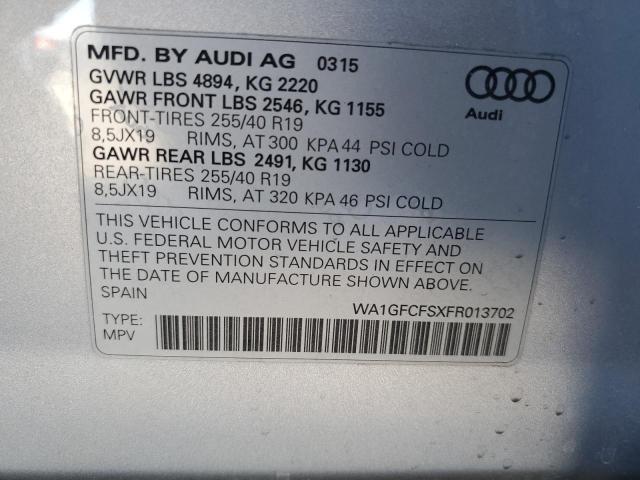 MFD. BY AUDI AG 0315
GVWR LBS 4894, KG 2220
GAWR FRONT LBS 2546, KG 1155
FRONT-TIRES 255/40 R19
8,5JX19 RIMS, AT 300 KPA 44 PSI COLD
GAWR REAR LBS 2491, KG 1130
REAR-TIRES 255/40 R19
8,5JX19 RIMS, AT 320 KPA 46 PSI COLD
Audi
THIS VEHICLE CONFORMS TO ALL APPLICABLE
U.S. FEDERAL MOTOR VEHICLE SAFETY AND
THEFT PREVENTION STANDARDS IN EFFECT ON
THE DATE OF MANUFACTURE SHOWN ABOVE.
SPAIN
WA1GFCFSXFR013702
TYPE:
MPV